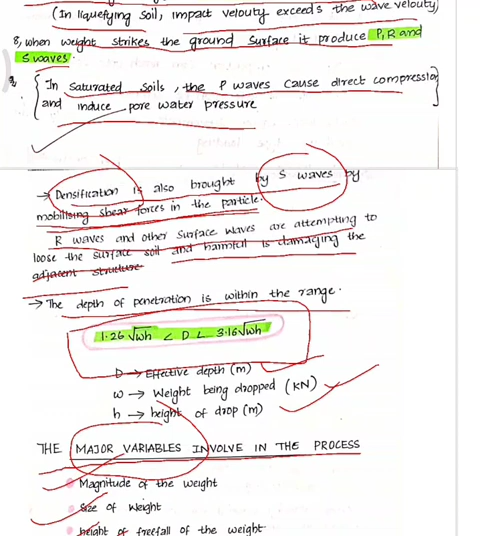 (In liquefying Soil, impact velouty exceeds the wave velouty)
8, when weight strikes the ground surface it produce P,R and
S waves.
9. In saturated soils, the P waves cause direct compression
and induce pore water pressure
→ Densification is also brought by S waves by
mobilising shear forces in the particle.
R waves and other surface waves are attempting to
loose the surface soil and harmful is damaging the
adjacent structure
→ The depth of penetration is within the range.
1.26 √wh < D < 3.16√wh
D → Effective depth (m)
w → Weight being dropped (KN)
h → height of drop (m)
THE MAJOR VARIABLES INVOLVE IN THE PROCESS
Magnitude of the weight
Size of weight
height of freefall of the weight